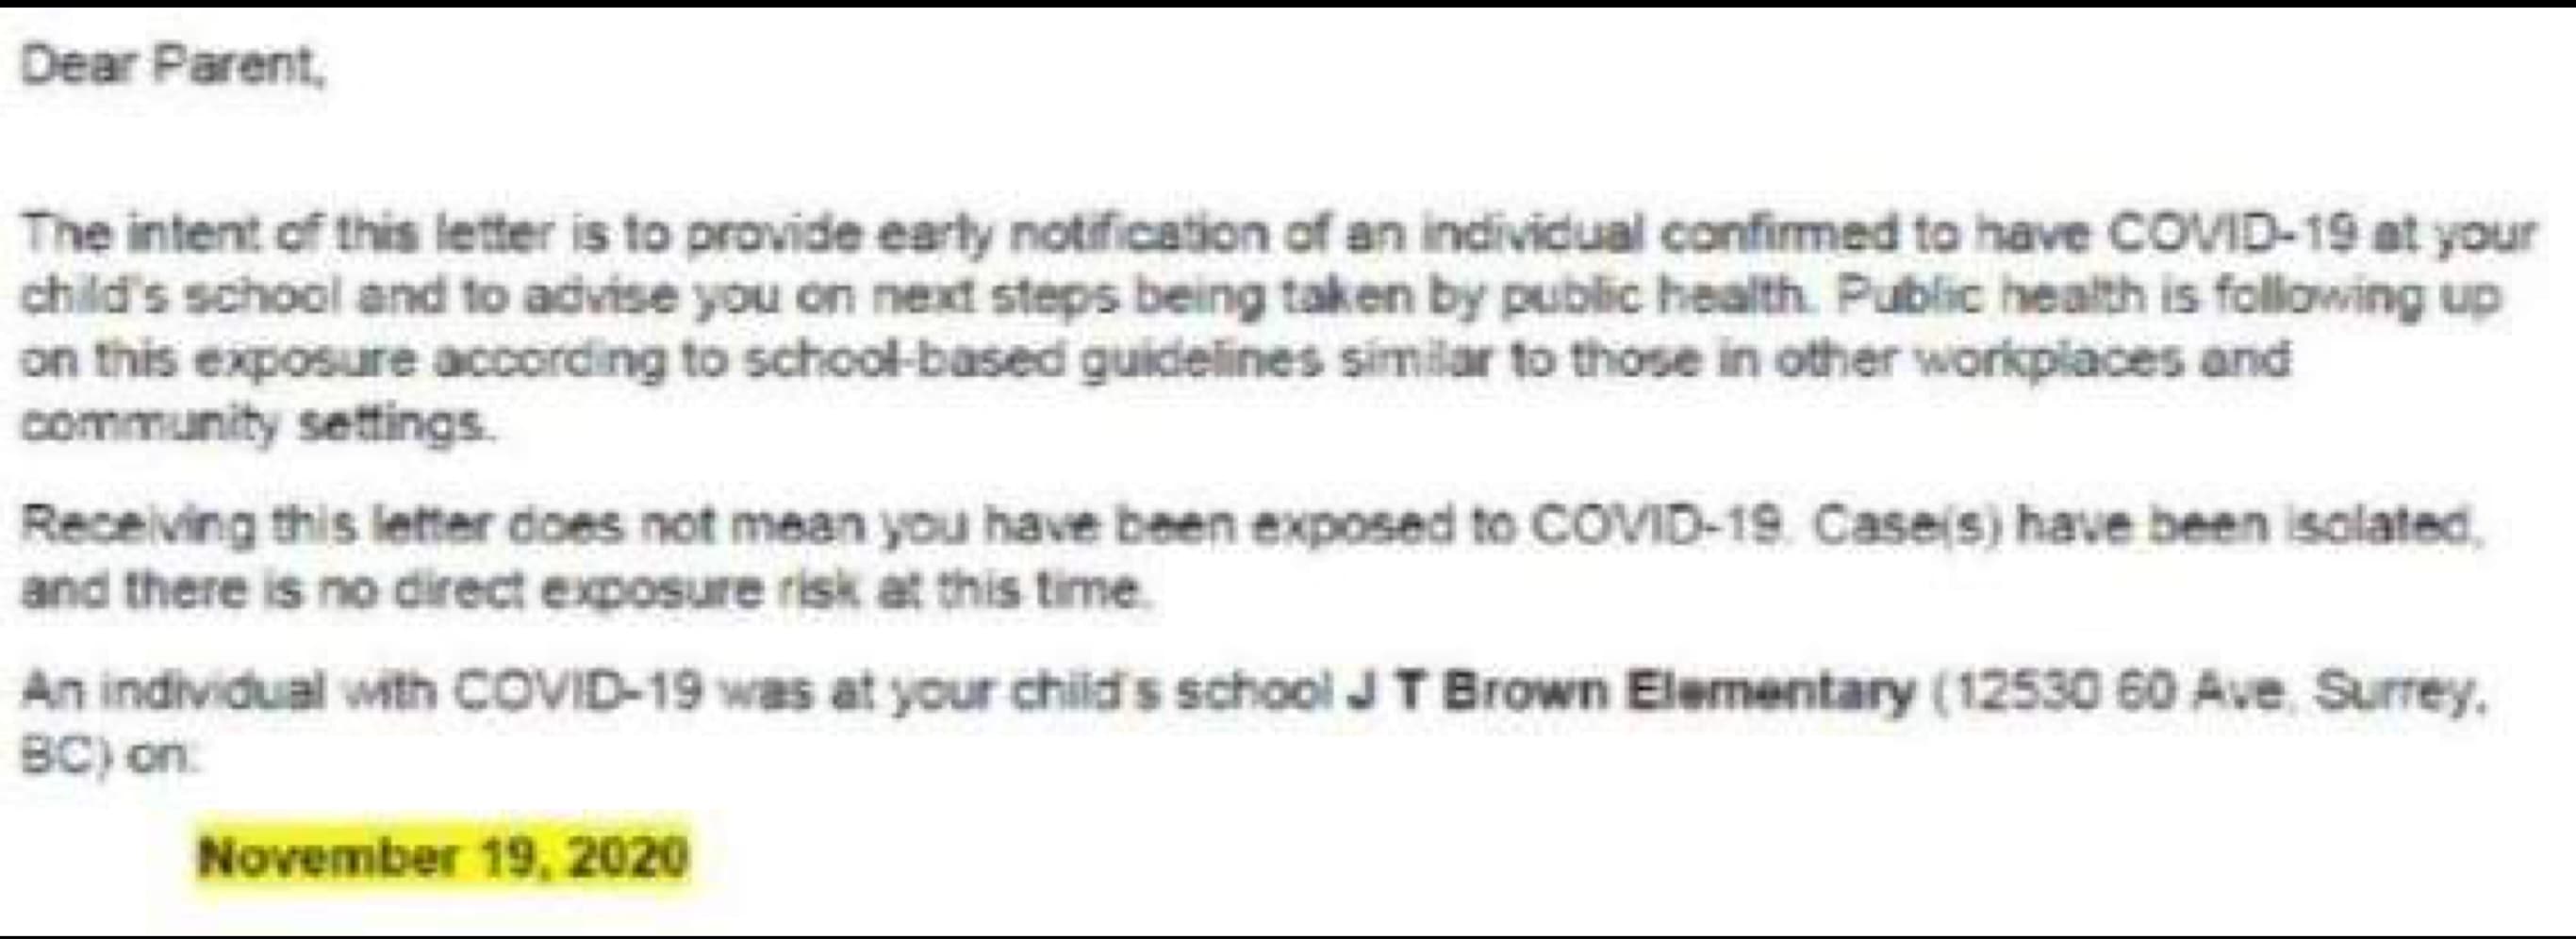 Dear Parent,
The intent of this letter is to provide early notification of an individual confirmed to have COVID-19 at your
child's school and to advise you on next steps being taken by public health. Public health is following up
on this exposure according to school-based guidelines similar to those in other workplaces and
community settings.
Receiving this letter does not mean you have been exposed to COVID-19. Case(s) have been isolated,
and there is no direct exposure risk at this time.
An individual with COVID-19 was at your child's school J T Brown Elementary (12530 60 Ave, Surrey,
BC) on:
November 19, 2020